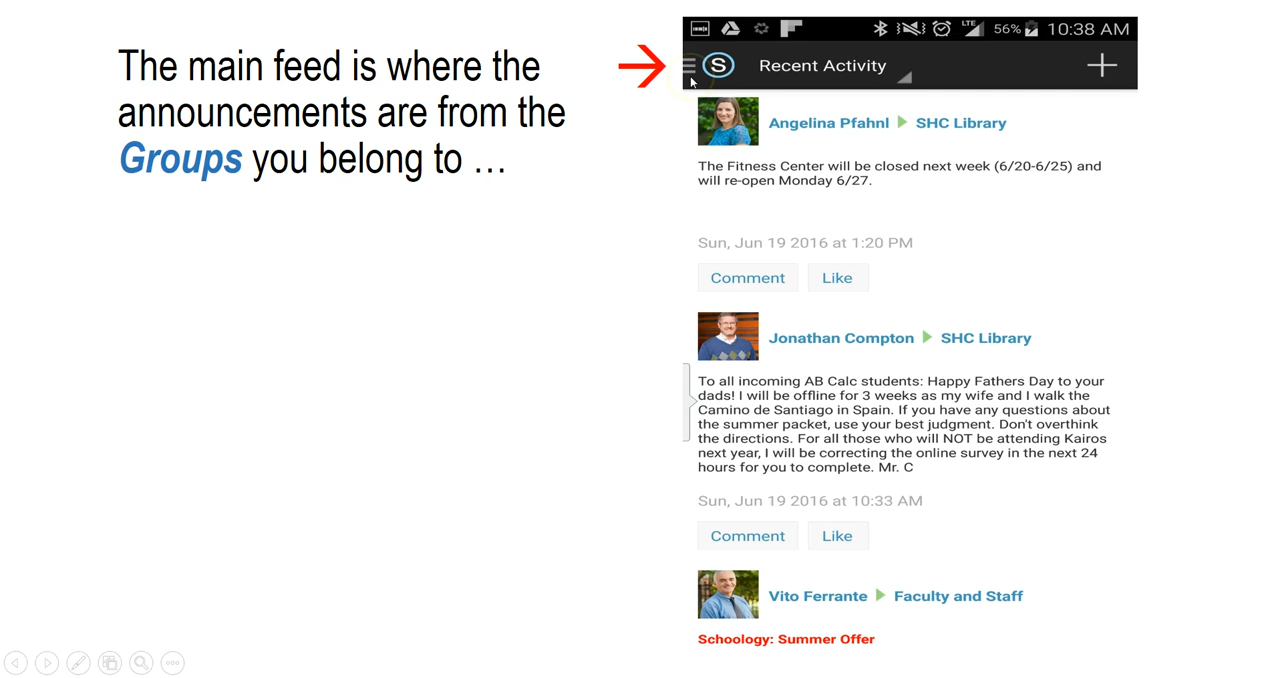 The main feed is where the
announcements are from the
Groups you belong to …
LTE 56% 10:38 AM
S Recent Activity
Angelina Pfahnl SHC Library
The Fitness Center will be closed next week (6/20-6/25) and
will re-open Monday 6/27.
Sun, Jun 19 2016 at 1:20 PM
Comment Like
Jonathan Compton SHC Library
To all incoming AB Calc students: Happy Fathers Day to your
dads! I will be offline for 3 weeks as my wife and I walk the
Camino de Santiago in Spain. If you have any questions about
the summer packet, use your best judgment. Don't overthink
the directions. For all those who will NOT be attending Kairos
next year, I will be correcting the online survey in the next 24
hours for you to complete. Mr. C
Sun, Jun 19 2016 at 10:33 AM
Comment Like
Vito Ferrante Faculty and Staff
Schoology: Summer Offer